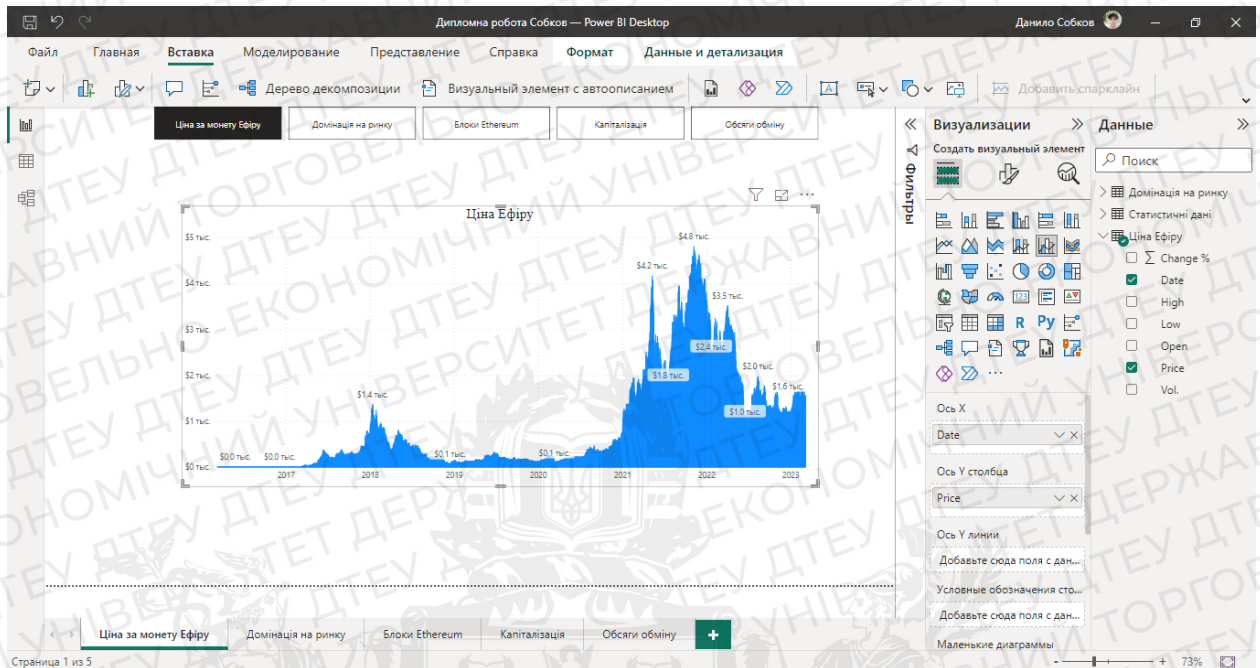 Дипломна робота Собков — Power BI Desktop
Данило Собков
Файл Главная Вставка Моделирование Представление Справка Формат Данные и детализация
Дерево декомпозиции Визуальный элемент с автоописанием Добавить спарклайн
Ціна за монету Ефіру Домінація на ринку Блоки Ethereum Капіталізація Обсяги обміну
Ціна Ефіру
$5 тыс.
$4 тыс.
$3 тыс.
$2 тыс.
$1 тыс.
$0 тыс.
$0,0 тыс. $0,0 тыс. $1,4 тыс. $0,1 тыс. $0,1 тыс. $4,2 тыс. $1,8 тыс. $4,8 тыс. $2,4 тыс. $3,5 тыс. $1,0 тыс. $2,0 тыс. $1,6 тыс.
2017 2018 2019 2020 2021 2022 2023
Фильтры
Визуализации
Создать визуальный элемент
123
R Py
Ось X
Date
Ось Y столбца
Price
Ось Y линии
Добавьте сюда поля с дан...
Условные обозначения сто...
Добавьте сюда поля с дан...
Маленькие диаграммы
Данные
Поиск
Домінація на ринку
Статистичні дані
Ціна Ефіру
∑ Change %
Date
High
Low
Open
Price
Vol.
Ціна за монету Ефіру Домінація на ринку Блоки Ethereum Капіталізація Обсяги обміну +
Страница 1 из 5
- + 73%